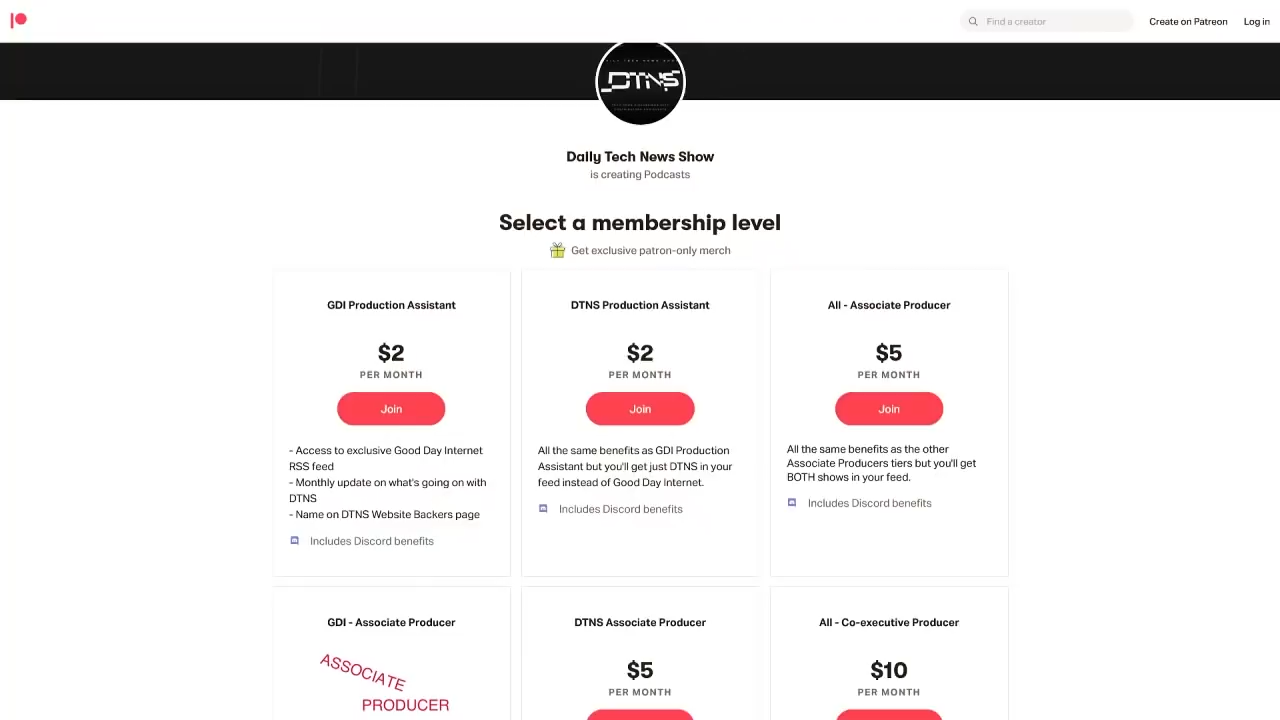 Find a creator
Create on Patreon
Log in
DTNS
Daily Tech News Show
is creating Podcasts
Select a membership level
Get exclusive patron-only merch
GDI Production Assistant
$2
PER MONTH
Join
- Access to exclusive Good Day Internet
RSS feed
- Monthly update on what's going on with
DTNS
- Name on DTNS Website Backers page
Includes Discord benefits
DTNS Production Assistant
$2
PER MONTH
Join
All the same benefits as GDI Production
Assistant but you'll get just DTNS in your
feed instead of Good Day Internet.
Includes Discord benefits
All - Associate Producer
$5
PER MONTH
Join
All the same benefits as the other
Associate Producers tiers but you'll get
BOTH shows in your feed.
Includes Discord benefits
GDI - Associate Producer
ASSOCIATE
PRODUCER
DTNS Associate Producer
$5
PER MONTH
All - Co-executive Producer
$10
PER MONTH